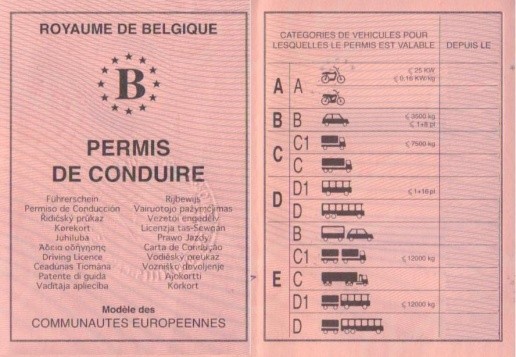 ROYAUME DE BELGIQUE
B
PERMIS
DE CONDUIRE
Führerschein
Rijbewijs
Permiso de Conducción
Vairuotojo pažymėjimas
Řidičský průkaz
Vezetői engedély
Kørekort
Liċenzja tas-Sewqan
Juhiluba
Prawo Jazdy
Άδεια οδήγησης
Carta de Condução
Driving Licence
Vodičský preukaz
Ceadúnas Tiomána
Vozniško dovoljenje
Patente di guida
Ajokortti
Vadītāja apliecība
Körkort
Modèle des
COMMUNAUTES EUROPEENNES
CATEGORIES DE VEHICULES POUR
LESQUELLES LE PERMIS EST VALABLE
DEPUIS LE
A
A
⩽ 25 KW
⩽ 0,16 KW/kg
B
B
⩽ 3500 kg
⩽ 1+8 pl
C
C1
⩽ 7500 kg
C
D
D1
⩽ 1+16 pl
D
E
B
C1
⩽ 12000 kg
C
D1
⩽ 12000 kg
D